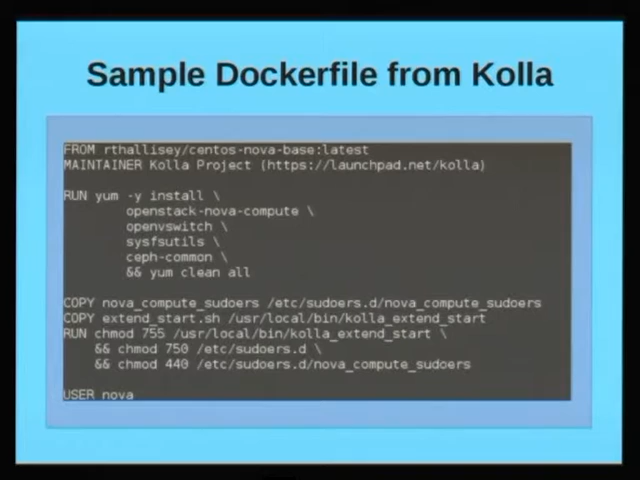 Sample Dockerfile from Kolla
FROM rthallisey/centos-nova-base:latest
MAINTAINER Kolla Project (https://launchpad.net/kolla)
RUN yum -y install \
openstack-nova-compute \
openvswitch \
sysfsutils \
ceph-common \
&& yum clean all
COPY nova_compute_sudoers /etc/sudoers.d/nova_compute_sudoers
COPY extend_start.sh /usr/local/bin/kolla_extend_start
RUN chmod 755 /usr/local/bin/kolla_extend_start \
&& chmod 750 /etc/sudoers.d \
&& chmod 440 /etc/sudoers.d/nova_compute_sudoers
USER nova